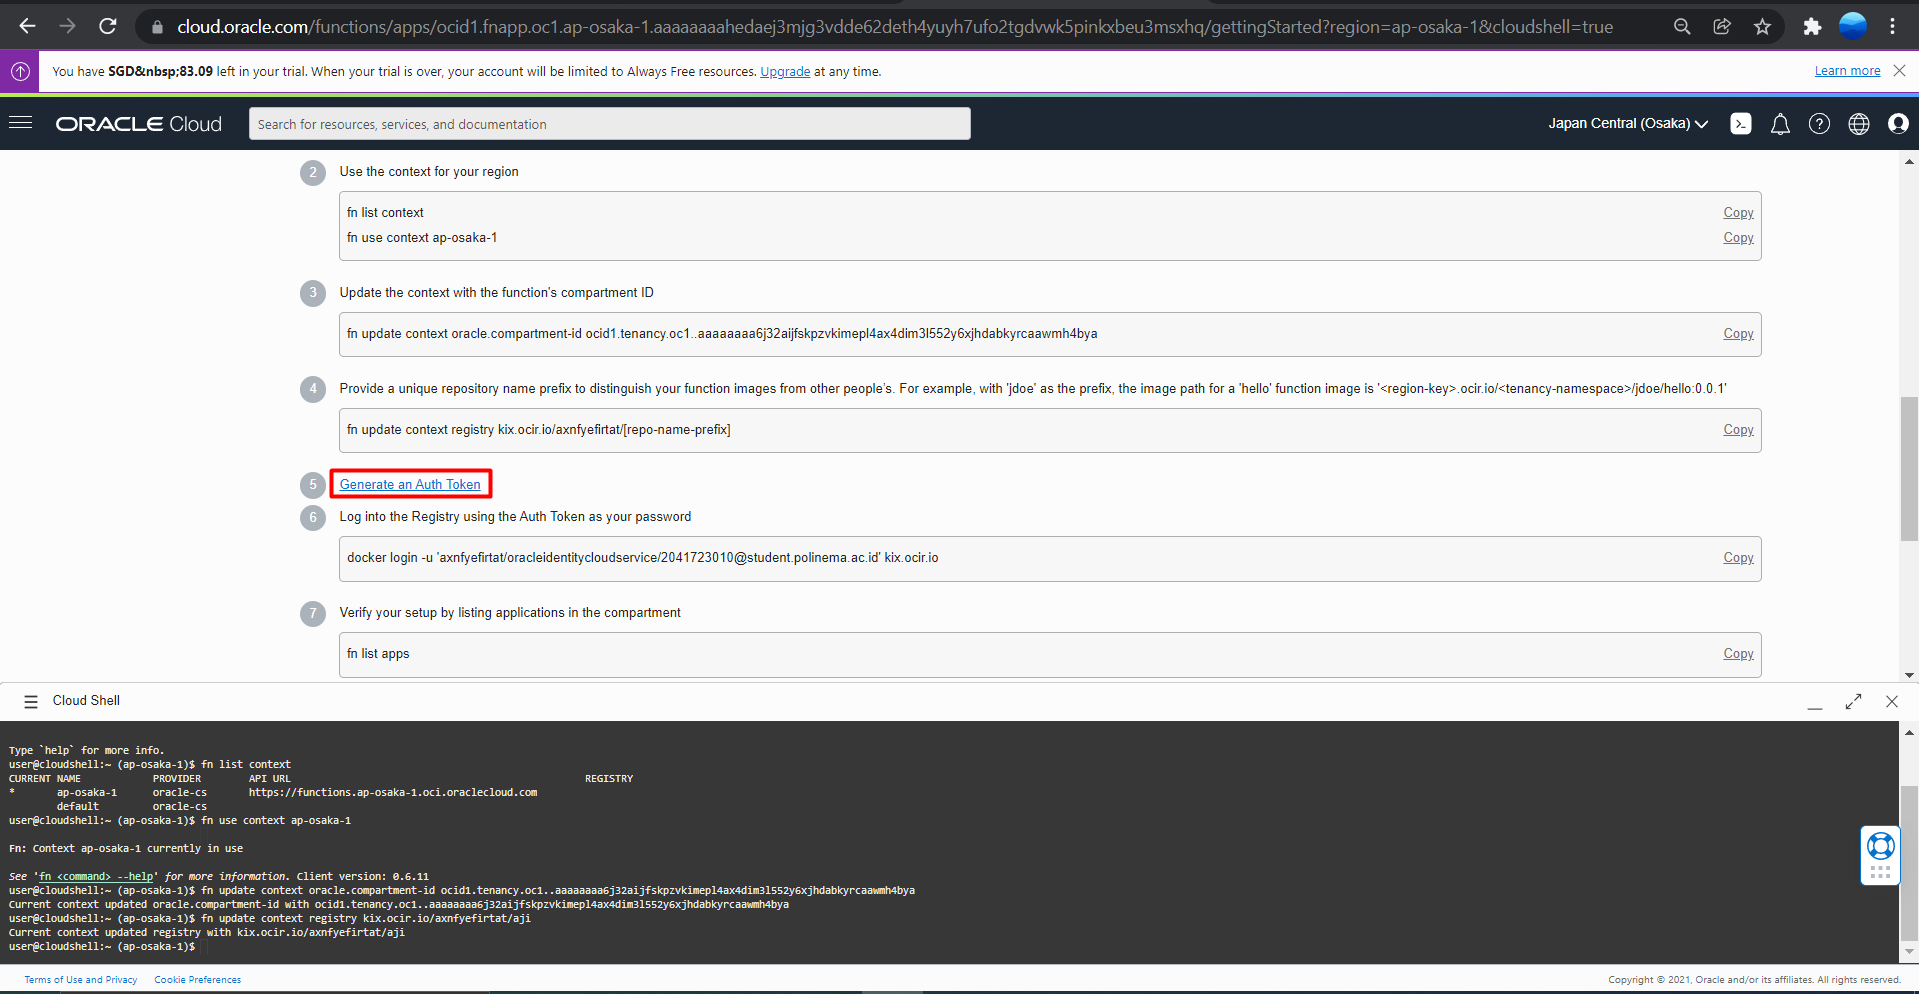 cloud.oracle.com/functions/apps/ocid1.fnapp.oc1.ap-osaka-1.aaaaaaaahedaej3mjg3vdde62deth4yuyh7ufo2tgdvwk5pinkxbeu3msxhq/gettingStarted?region=ap-osaka-1&cloudshell=true
You have SGD&nbsp;83.09 left in your trial. When your trial is over, your account will be limited to Always Free resources. Upgrade at any time.
Learn more
ORACLE Cloud
Search for resources, services, and documentation
Japan Central (Osaka)
2 Use the context for your region
fn list context Copy
fn use context ap-osaka-1 Copy
3 Update the context with the function's compartment ID
fn update context oracle.compartment-id ocid1.tenancy.oc1..aaaaaaaa6j32aijfskpzvkimepl4ax4dim3l552y6xjhdabkyrcaawmh4bya Copy
4 Provide a unique repository name prefix to distinguish your function images from other people's. For example, with 'jdoe' as the prefix, the image path for a 'hello' function image is '<region-key>.ocir.io/<tenancy-namespace>/jdoe/hello:0.0.1'
fn update context registry kix.ocir.io/axnfyefirtat/[repo-name-prefix] Copy
5 Generate an Auth Token
6 Log into the Registry using the Auth Token as your password
docker login -u 'axnfyefirtat/oracleidentitycloudservice/2041723010@student.polinema.ac.id' kix.ocir.io Copy
7 Verify your setup by listing applications in the compartment
fn list apps Copy
Cloud Shell
Type `help` for more info.
user@cloudshell:~ (ap-osaka-1)$ fn list context
CURRENT NAME PROVIDER API URL REGISTRY
* ap-osaka-1 oracle-cs https://functions.ap-osaka-1.oci.oraclecloud.com
default oracle-cs
user@cloudshell:~ (ap-osaka-1)$ fn use context ap-osaka-1
Fn: Context ap-osaka-1 currently in use
See 'fn <command> --help' for more information. Client version: 0.6.11
user@cloudshell:~ (ap-osaka-1)$ fn update context oracle.compartment-id ocid1.tenancy.oc1..aaaaaaaa6j32aijfskpzvkimepl4ax4dim3l552y6xjhdabkyrcaawmh4bya
Current context updated oracle.compartment-id with ocid1.tenancy.oc1..aaaaaaaa6j32aijfskpzvkimepl4ax4dim3l552y6xjhdabkyrcaawmh4bya
user@cloudshell:~ (ap-osaka-1)$ fn update context registry kix.ocir.io/axnfyefirtat/aji
Current context updated registry with kix.ocir.io/axnfyefirtat/aji
user@cloudshell:~ (ap-osaka-1)$
Terms of Use and Privacy Cookie Preferences
Copyright © 2021, Oracle and/or its affiliates. All rights reserved.